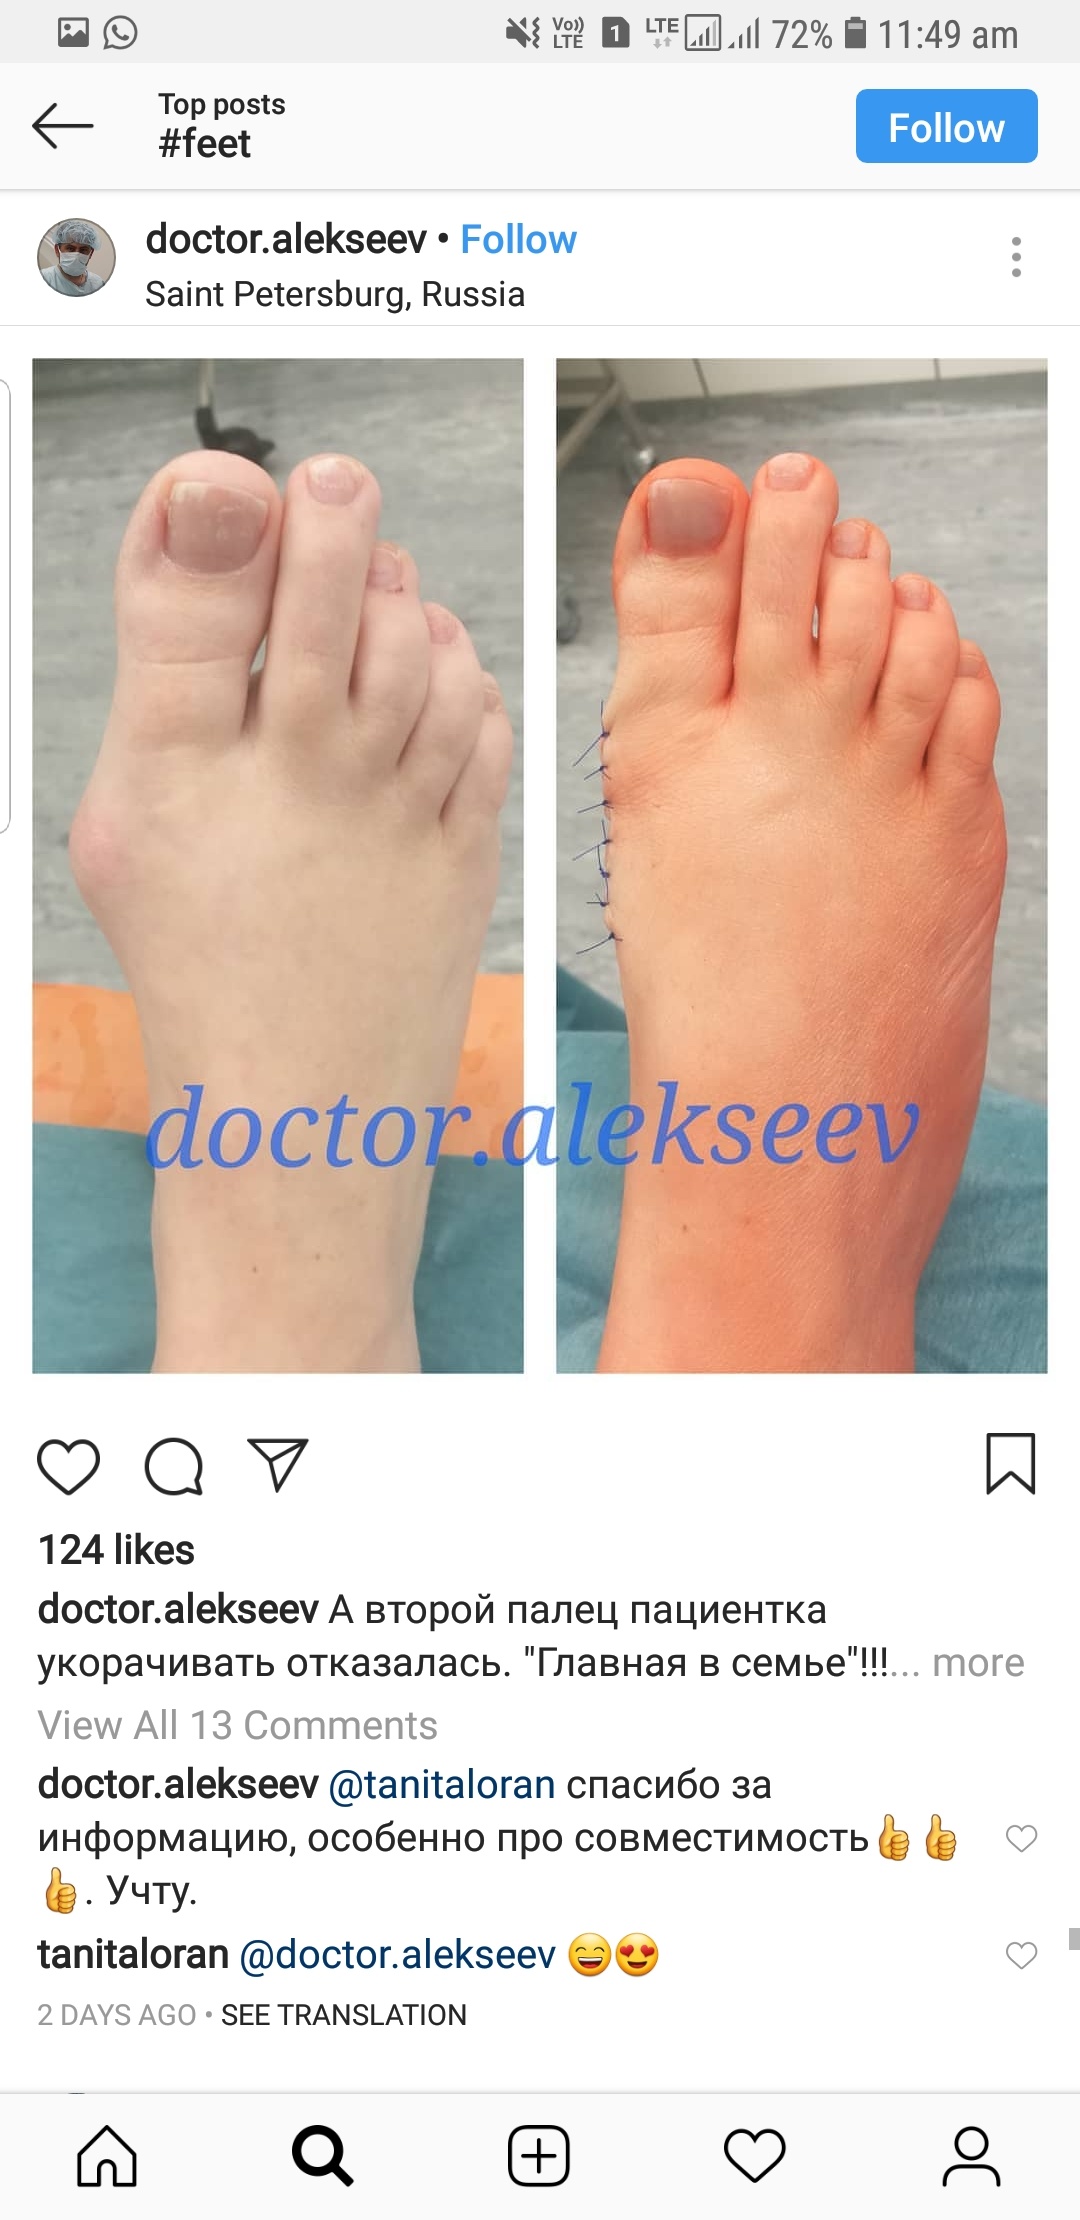 Vo)) LTE 1 LTE 72% 11:49 am
Top posts
#feet
Follow
doctor.alekseev • Follow
Saint Petersburg, Russia
doctor.alekseev
124 likes
doctor.alekseev А второй палец пациентка
укорачивать отказалась. "Главная в семье"!!!... more
View All 13 Comments
doctor.alekseev @tanitaloran спасибо за
информацию, особенно про совместимость👍👍
👍. Учту.
tanitaloran @doctor.alekseev 😄😍
2 DAYS AGO • SEE TRANSLATION